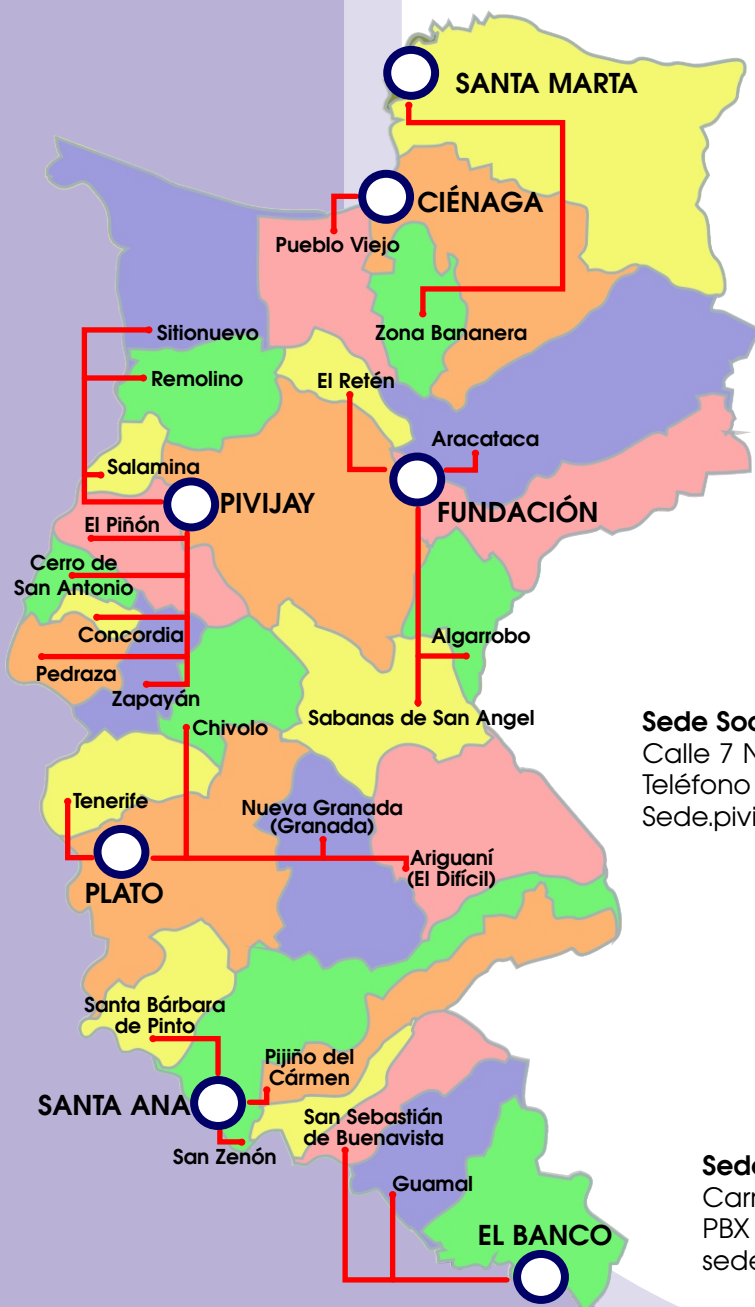 SANTA MARTA
CIÉNAGA
Pueblo Viejo
Sitionuevo
Zona Bananera
Remolino
El Retén
Aracataca
Salamina
PIVIJAY
FUNDACIÓN
El Piñón
Cerro de
San Antonio
Concordia
Algarrobo
Pedraza
Zapayán
Chivolo
Sabanas de San Angel
Calle 7
Teléfono
Tenerife
Nueva Granada
(Granada)
PLATO
Ariguaní
(El Difícil)
Santa Bárbara
de Pinto
Pijiño del
Cármen
SANTA ANA
San Sebastián
de Buenavista
San Zenón
Guamal
EL BANCO
PBX